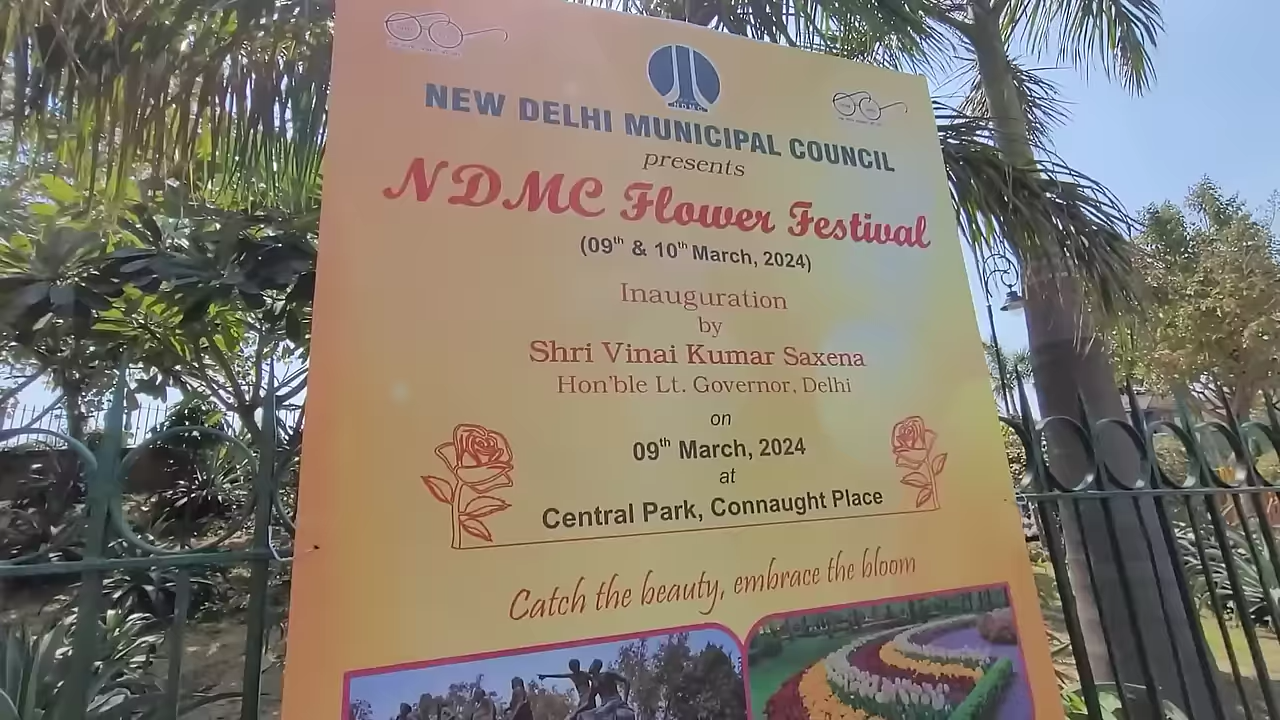 NDMC
NEW DELHI MUNICIPAL COUNCIL
presents
NDMC Flower Festival
(09th & 10th March, 2024)
Inauguration
by
Shri Vinai Kumar Saxena
Hon'ble Lt. Governor, Delhi
on
09th March, 2024
at
Central Park, Connaught Place
Catch the beauty, embrace the bloom